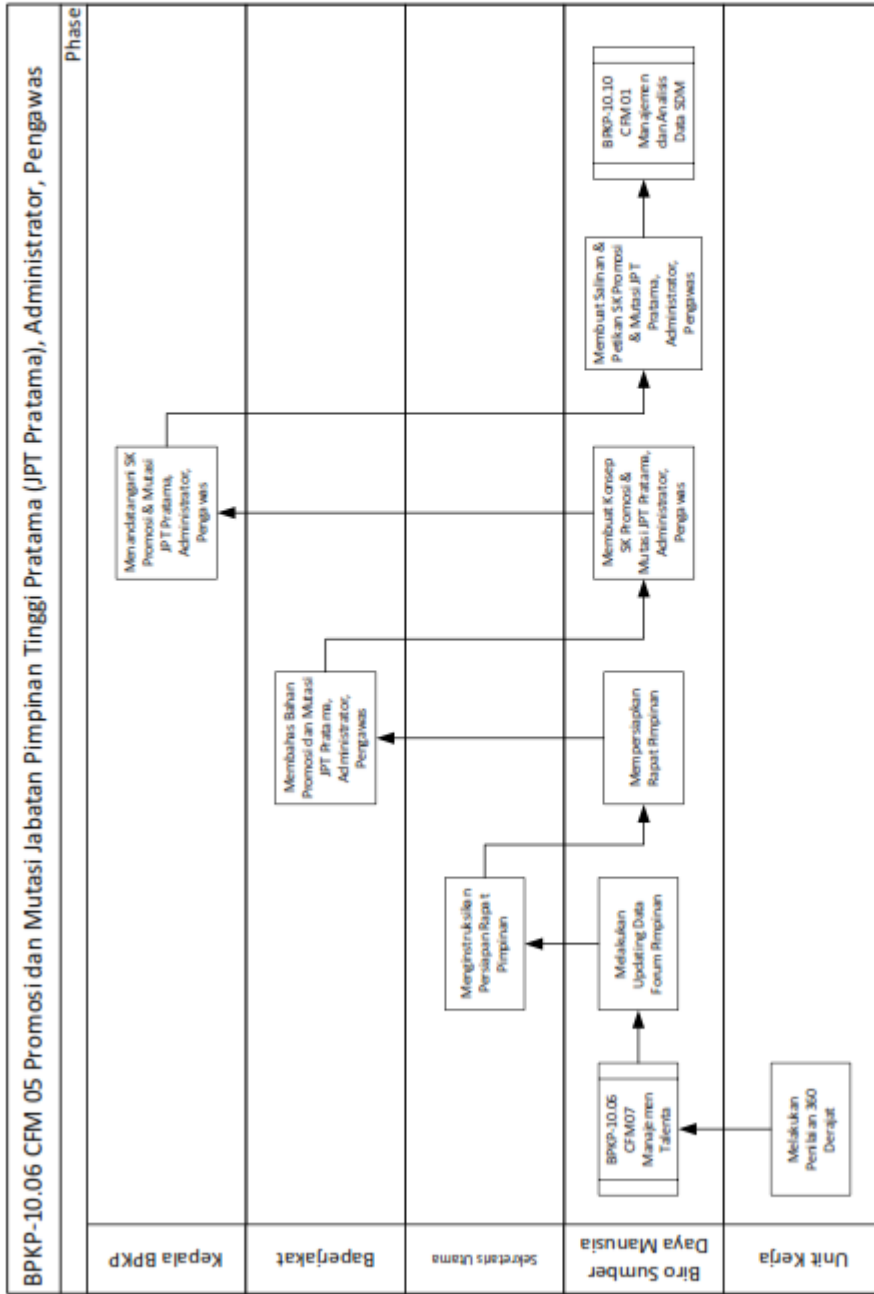 BPKP-10.06 CFM 05 Promosi dan Mutasi Jabatan Pimpinan Tinggi Pratama (JPT Pratama), Administrator, Pengawas
Phase
Kepala BPKP
Menandatangani SK
Promosi & Mutasi
JPT Pratama,
Administrator,
Pengawas
Baperjakat
Membahas Bahan
Promosi dan Mutasi
JPT Pratama,
Administrator,
Pengawas
Sekretaris Utama
Menginstruksikan
Persiapan Rapat
Pimpinan
Biro Sumber
Daya Manusia
BPKP-10.06
CFM07
Manajemen
Talenta
Melakukan
Updating Data
Forum Pimpinan
Mempersiapkan
Rapat Pimpinan
Membuat Konsep
SK Promosi &
Mutasi JPT Pratama,
Administrator,
Pengawas
Membuat Salinan &
Petikan SK Promosi
& Mutasi JPT
Pratama,
Administrator,
Pengawas
BPKP-10.10
CFM 01
Manajemen
dan Analisis
Data SDM
Unit Kerja
Melakukan
Penilaian 360
Derajat